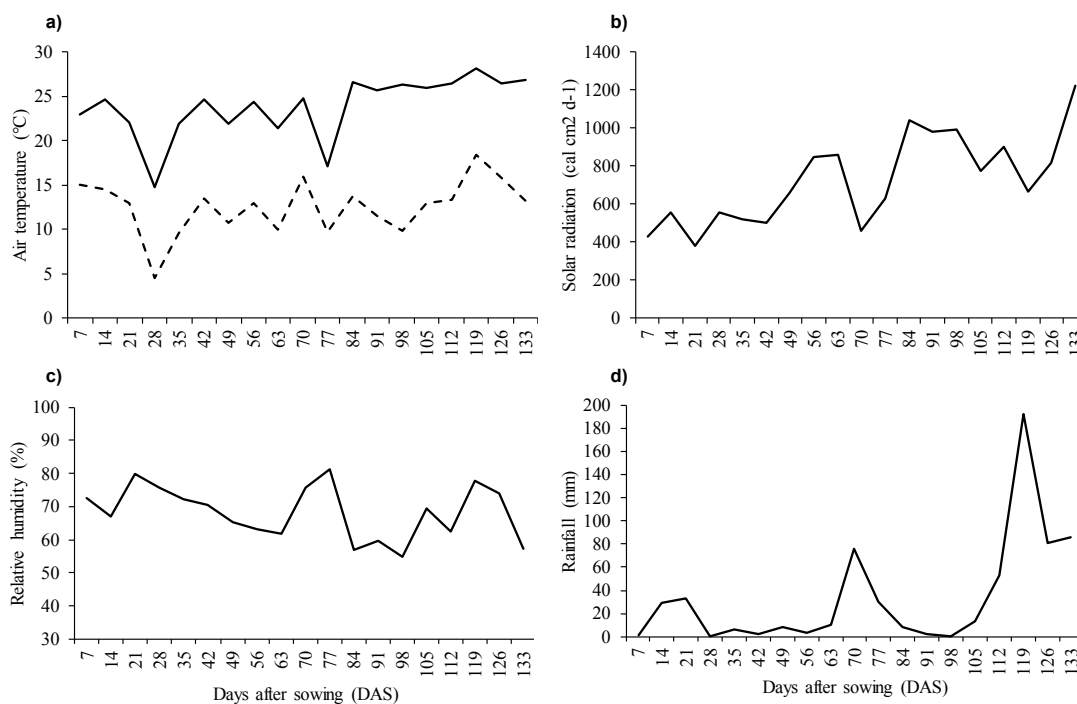 a)
Air temperature (°C)
30
25
20
15
10
5
0
7 14 21 28 35 42 49 56 63 70 77 84 91 98 105 112 119 126 133
b)
Solar radiation (cal cm2 d-1)
1400
1200
1000
800
600
400
200
0
7 14 21 28 35 42 49 56 63 70 77 84 91 98 105 112 119 126 133
c)
Relative humidity (%)
100
90
80
70
60
50
40
30
7 14 21 28 35 42 49 56 63 70 77 84 91 98 105 112 119 126 133
Days after sowing (DAS)
d)
Rainfall (mm)
200
180
160
140
120
100
80
60
40
20
0
7 14 21 28 35 42 49 56 63 70 77 84 91 98 105 112 119 126 133
Days after sowing (DAS)